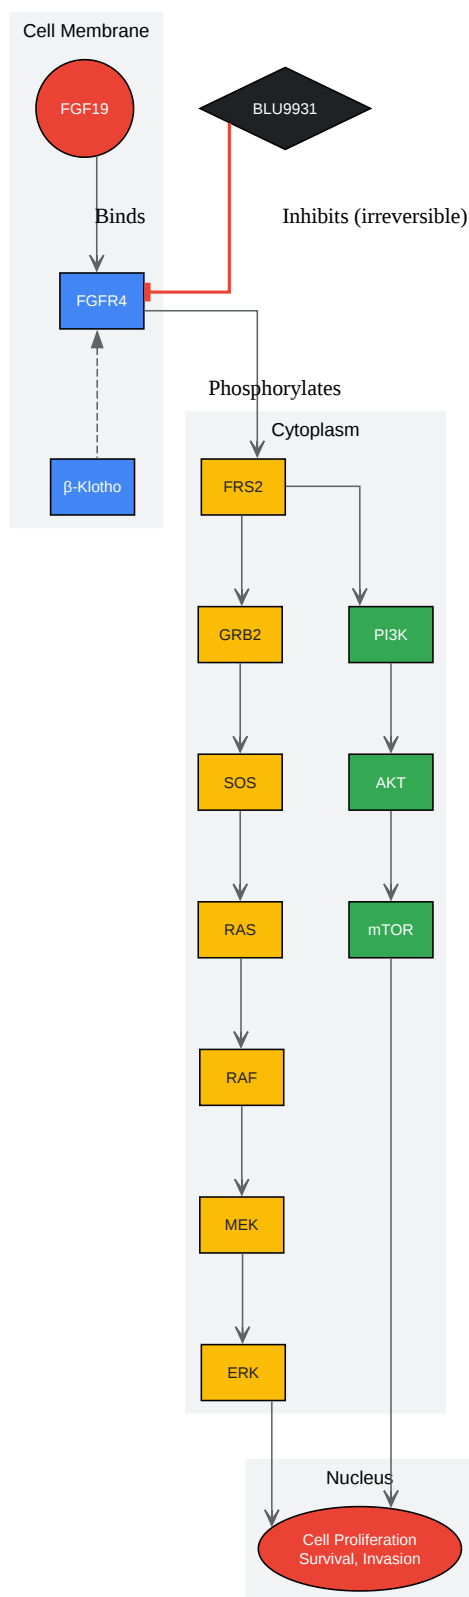 Cell Membrane
FGF19
BLU9931
Binds
Inhibits (irreversible)
FGFR4
Phosphorylates
Cytoplasm
β-Klotho
FRS2
GRB2
PI3K
SOS
AKT
RAS
mTOR
RAF
MEK
ERK
Nucleus
Cell Proliferation
Survival, Invasion